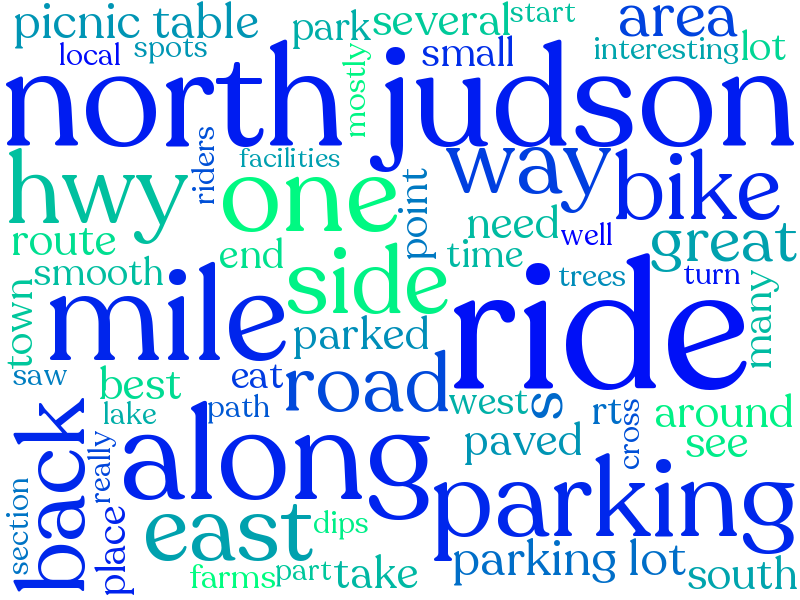 picnic table
park
several
start
area
local
spots
mostly
small
interesting
lot
north
judson
riders
facilities
way
bike
hwy
one
point
need
well
great
route
end
side
time
trees
turn
many
smooth
town
mile
ride
parked
saw
best
eat
road
west
s
rt
cross
around
lake
path
back
really
along
paved
see
section
place
east
dips
parking
farms
part
take
parking lot
south